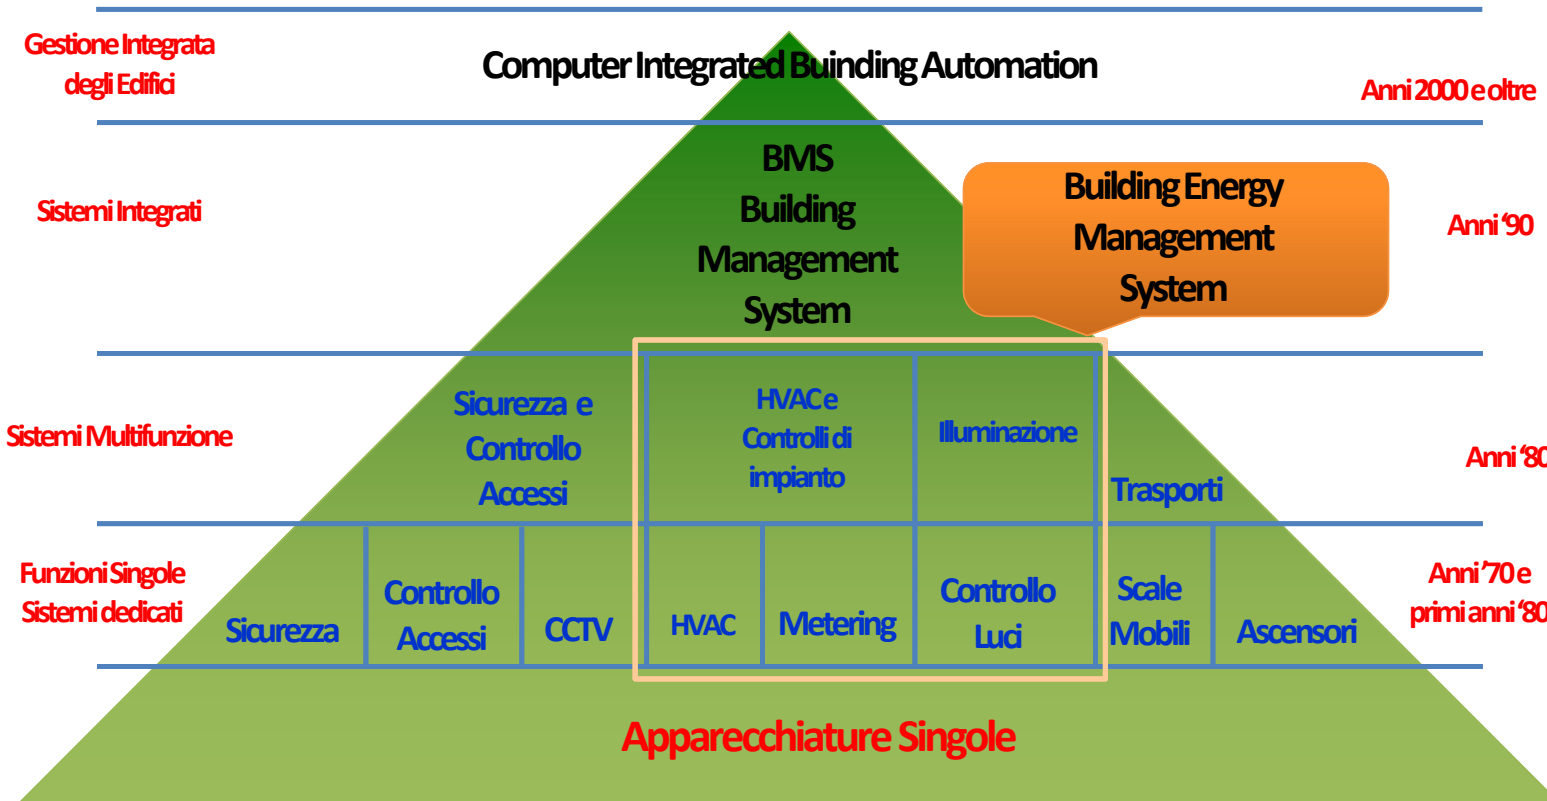 Gestione Integrata
degli Edifici
Computer Integrated Buinding Automation
Anni 2000 e oltre
Sistemi Integrati
BMS
Building
Management
System
Building Energy
Management
System
Anni ‘90
Sistemi Multifunzione
Sicurezza e
Controllo
Accessi
HVAC e
Controlli di
impianto
Illuminazione
Trasporti
Anni ‘80
Funzioni Singole
Sistemi dedicati
Sicurezza
Controllo
Accessi
CCTV
HVAC
Metering
Controllo
Luci
Scale
Mobili
Ascensori
Anni ’70 e
primi anni ‘80
Apparecchiature Singole